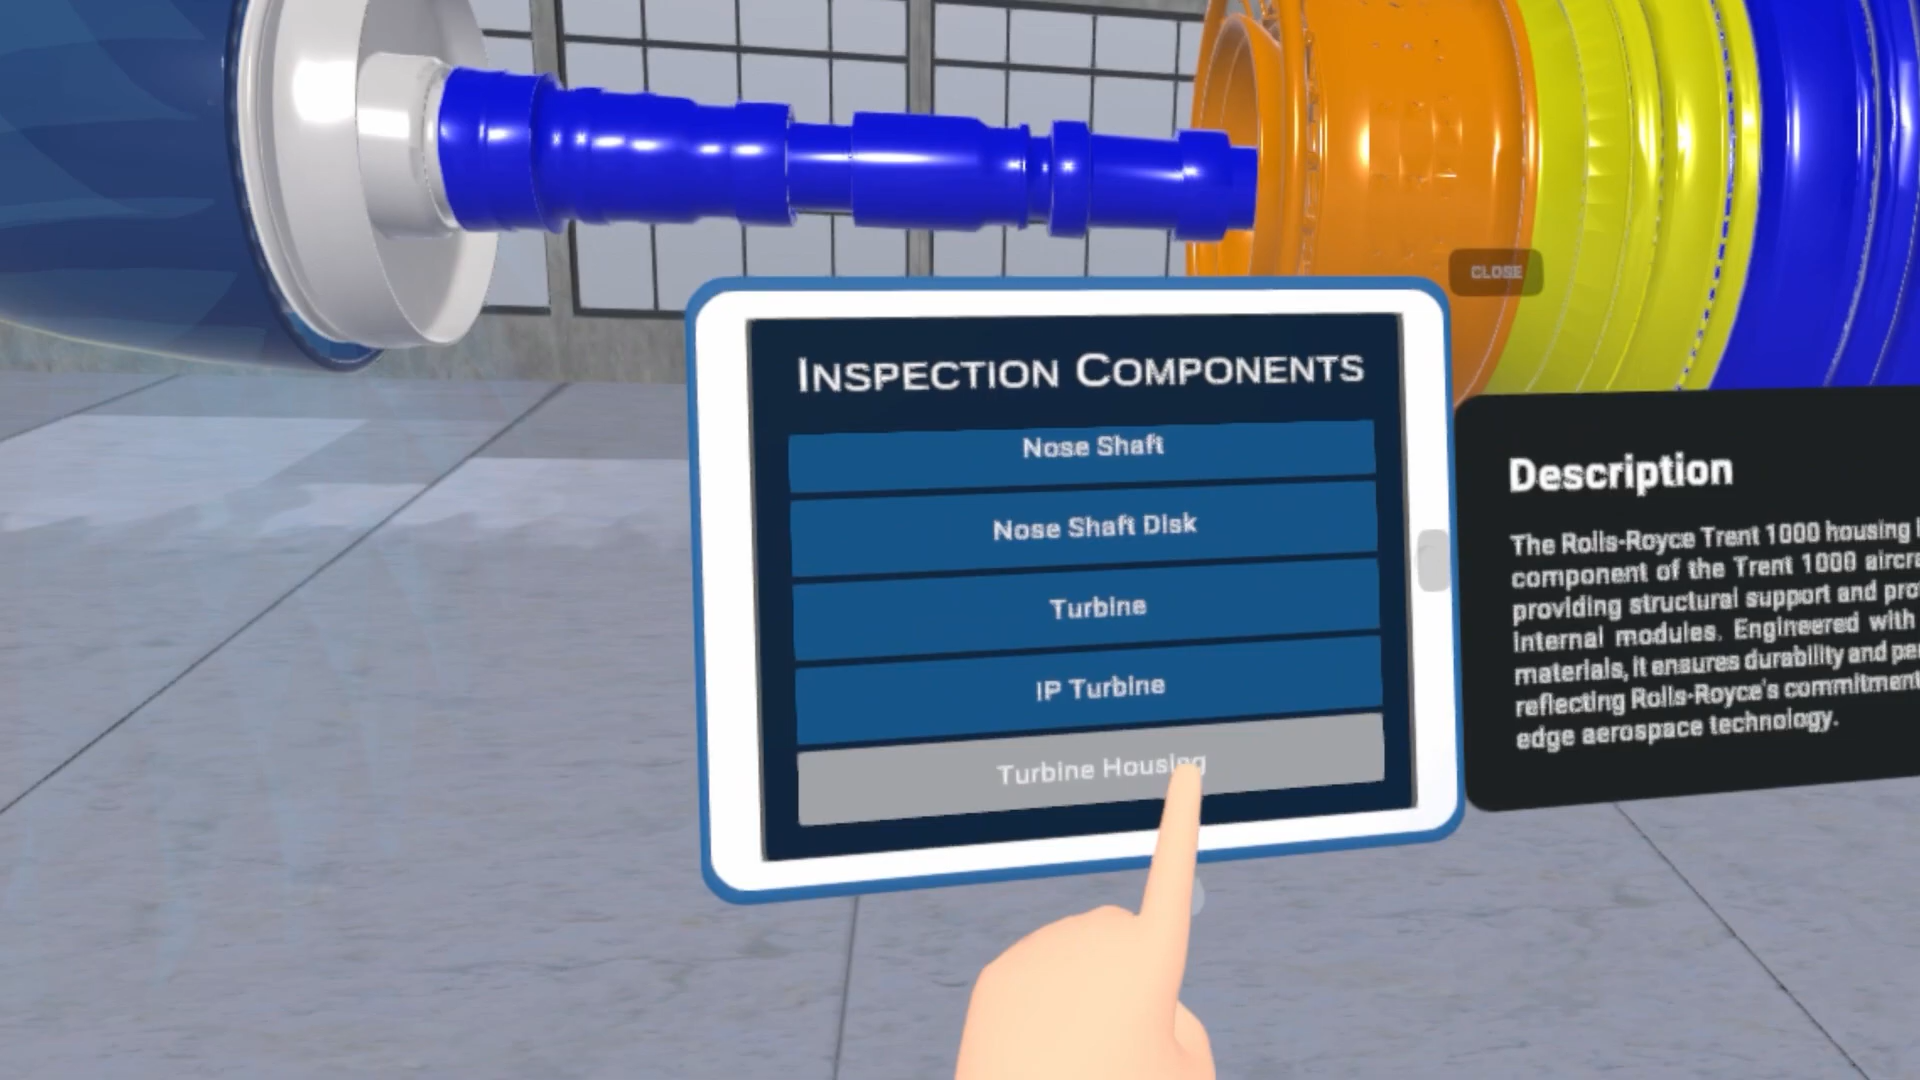 CLOSE
INSPECTION COMPONENTS
Nose Shaft
Nose Shaft Disk
Turbine
IP Turbine
Turbine Housing
Description
The Rolls-Royce Trent 1000 housing
component of the Trent 1000
providing structural support and
internal modules. Engineered with
materials, it ensures durability and
reflecting Rolls-Royce's commitment
edge aerospace technology.